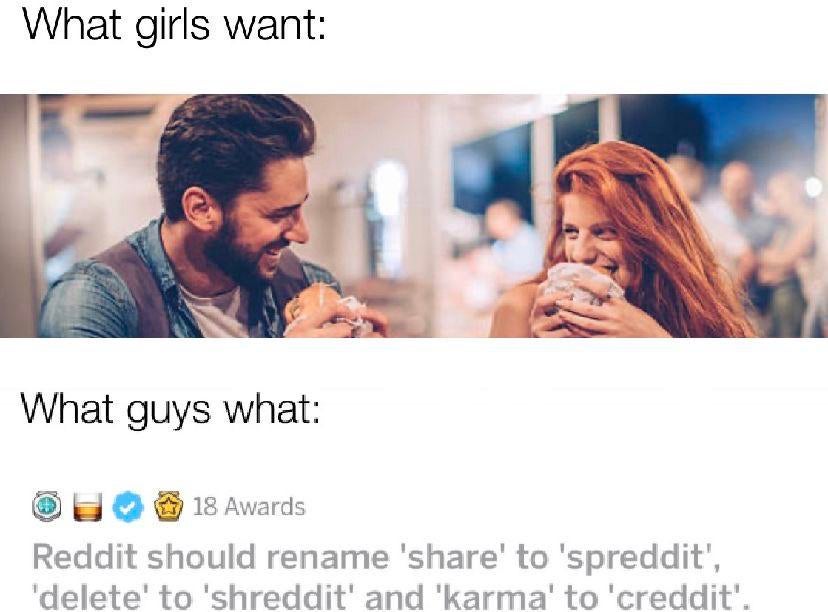 What girls want:
What guys what:
18 Awards
Reddit should rename 'share' to 'spreddit',
'delete' to 'shreddit' and 'karma' to 'creddit'.